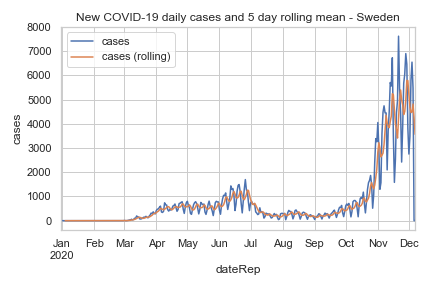 New COVID-19 daily cases and 5 day rolling mean - Sweden
cases
cases (rolling)
8000
7000
6000
5000
4000
3000
2000
1000
0
cases
Jan Feb Mar Apr May Jun Jul Aug Sep Oct Nov Dec
2020
dateRep